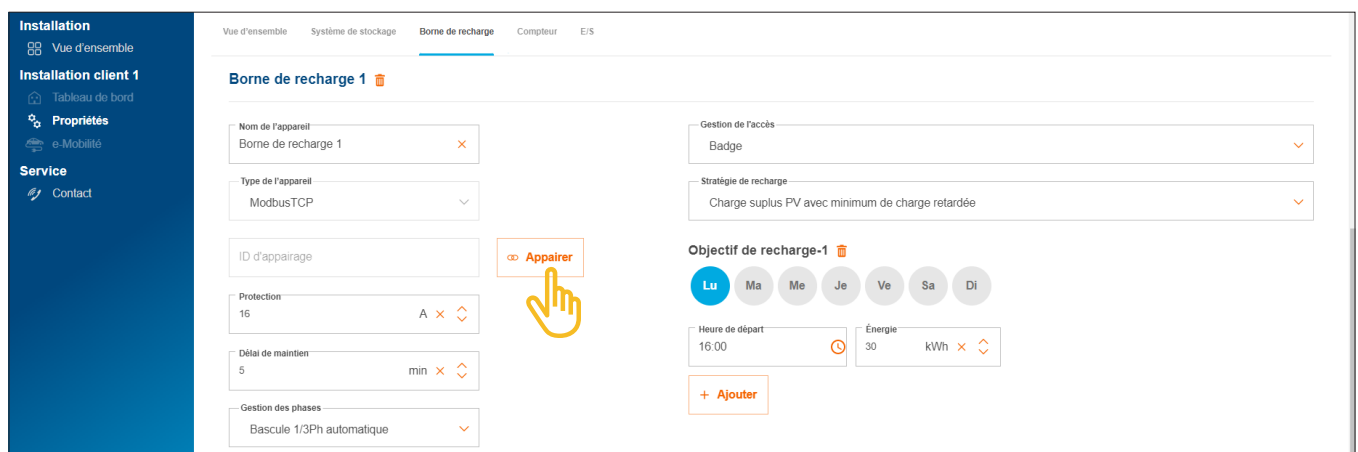 Installation
Vue d'ensemble
Installation client 1
Tableau de bord
Propriétés
e-Mobilité
Service
Contact
Vue d'ensemble Système de stockage Borne de recharge Compteur E/S
Borne de recharge 1
Nom de l'appareil
Borne de recharge 1
Type de l'appareil
ModbusTCP
ID d'appairage
Appairer
Protection
16 A
Délai de maintien
5 min
Gestion des phases
Bascule 1/3Ph automatique
Gestion de l'accès
Badge
Stratégie de recharge
Charge suplus PV avec minimum de charge retardée
Objectif de recharge-1
Lu Ma Me Je Ve Sa Di
Heure de départ
16:00
Énergie
30 kWh
+ Ajouter